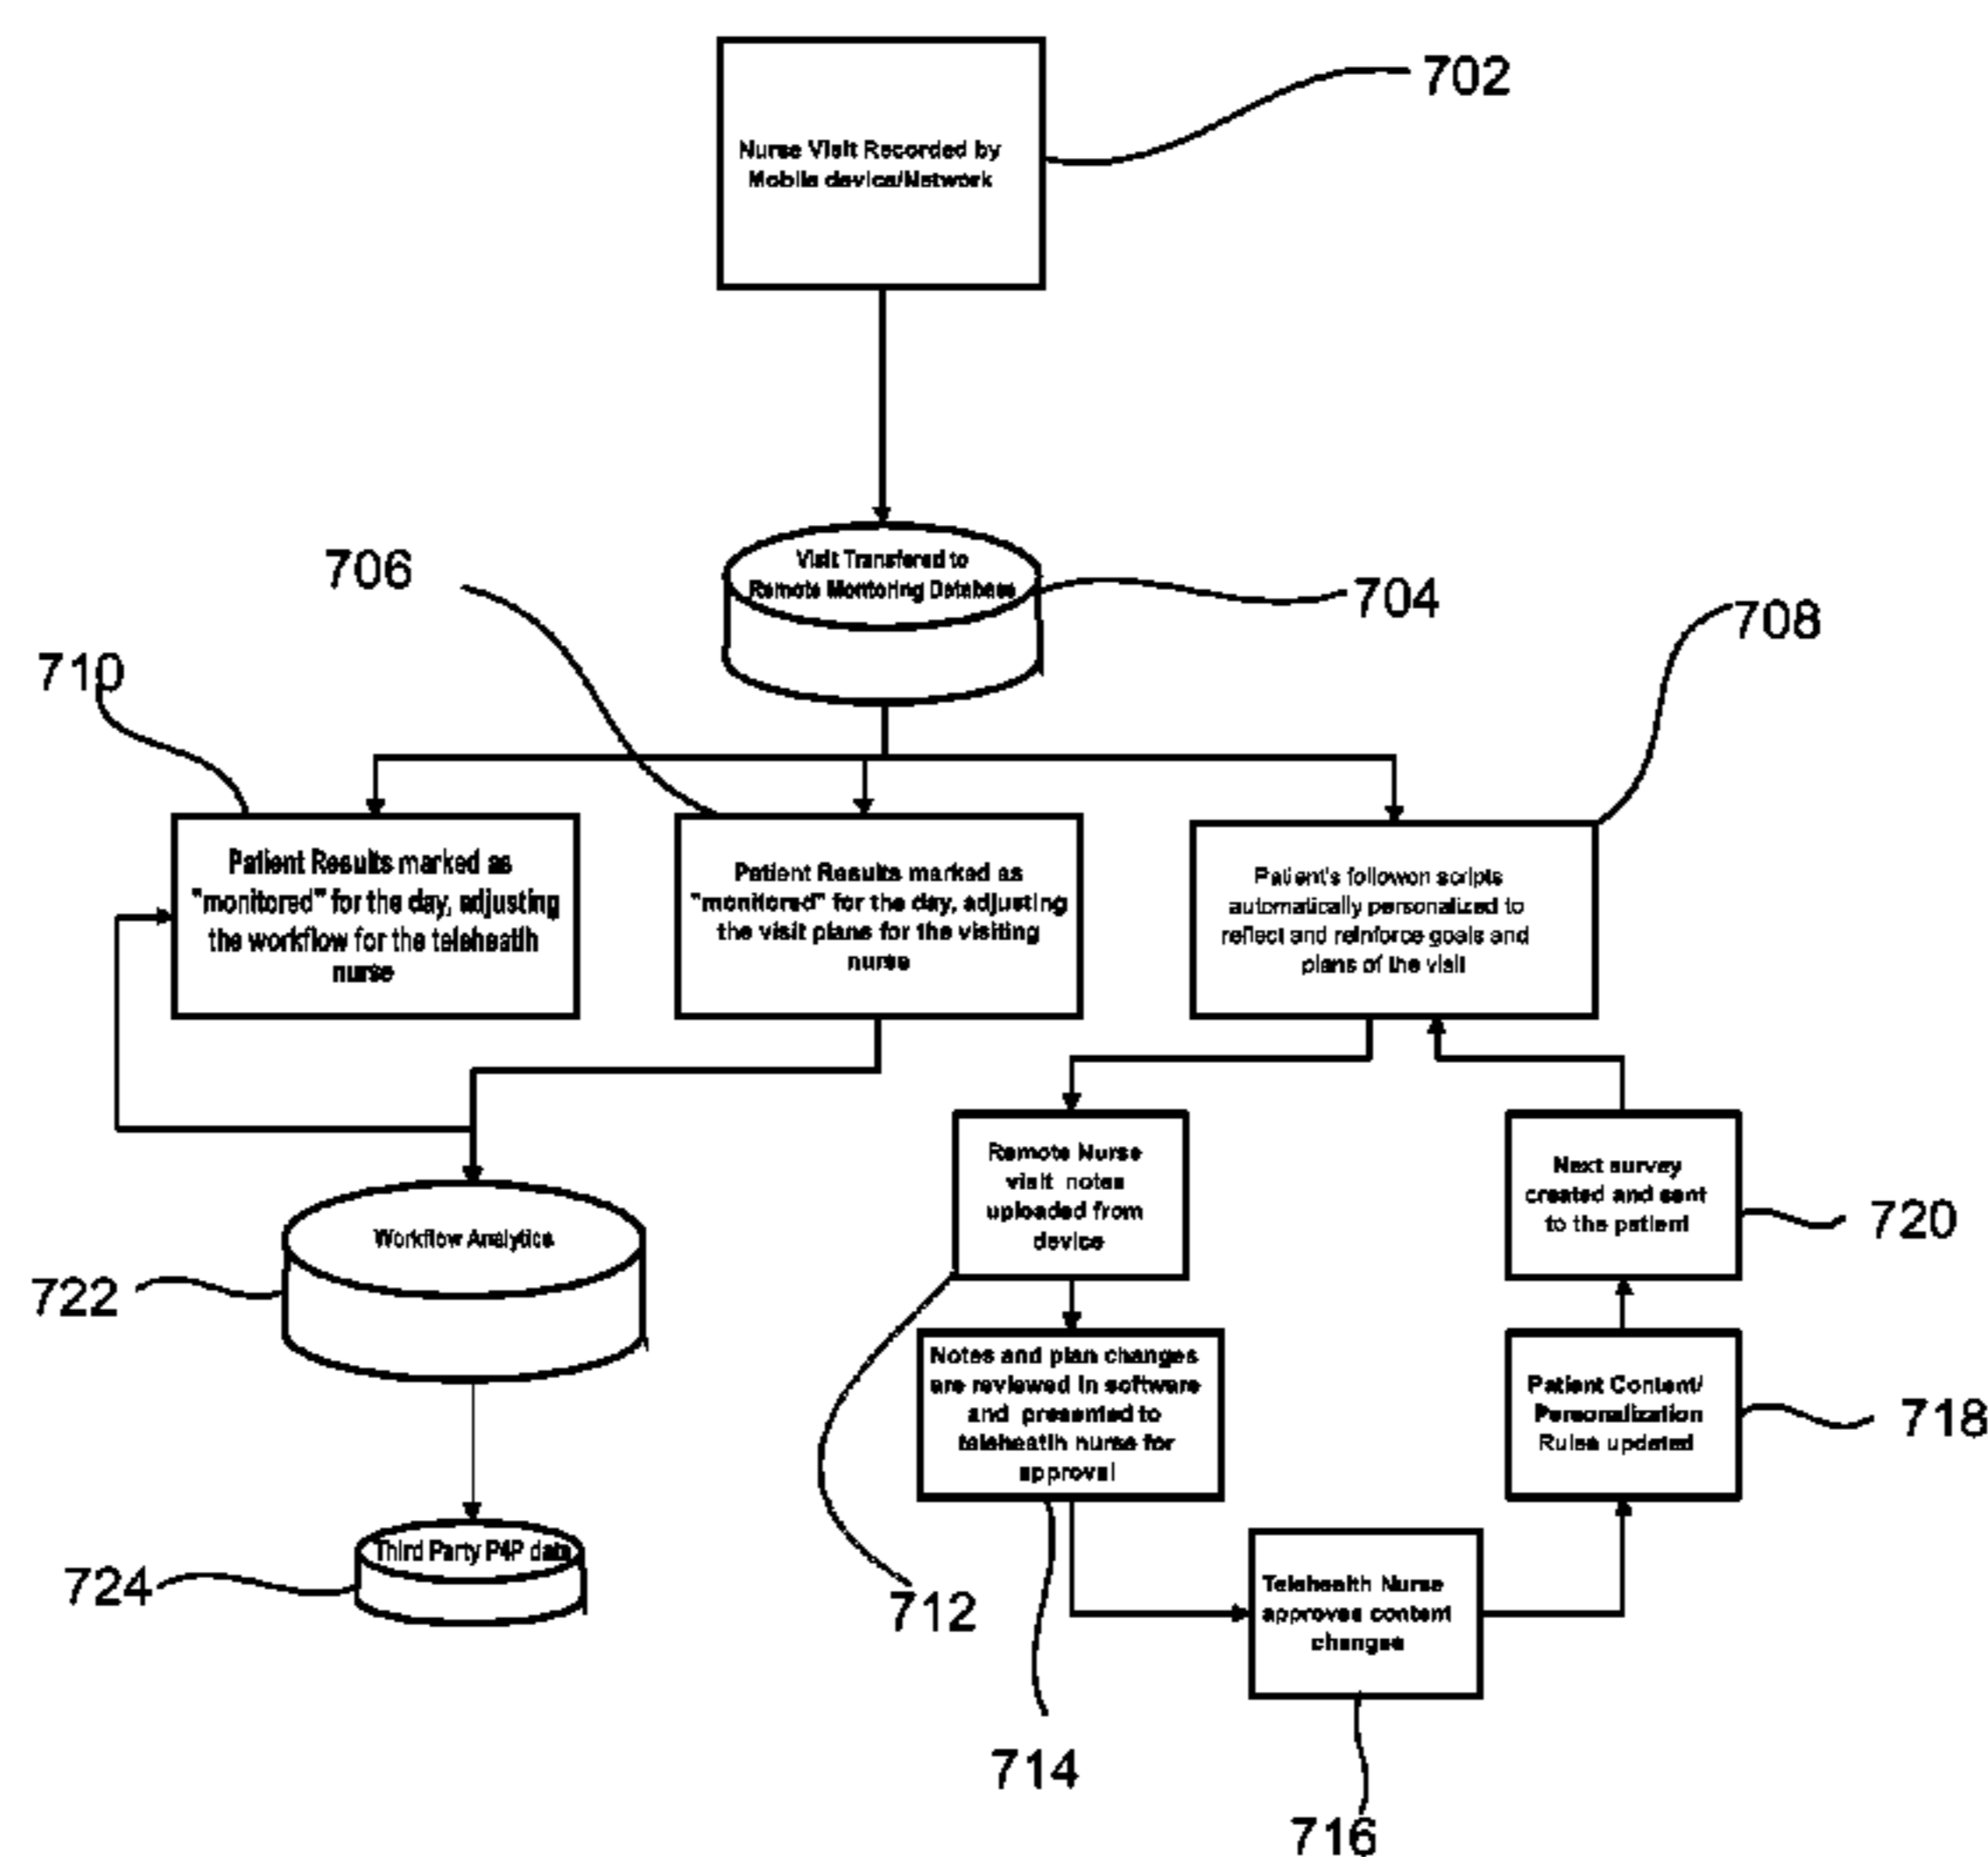 702
Nurse Visit Recorded by
Mobile device/Network
706
Visit Transfered to
Remote Monitoring Database
704
708
710
Patient Results marked as
"monitored" for the day, adjusting
the workflow for the teleheatlh
nurse
Patient Results marked as
"monitored" for the day, adjusting
the visit plans for the visiting
nurse
Patient's followon scripts
automatically personalized to
reflect and reinforce goals and
plans of the visit
Remote Nurse
visit notes
uploaded from
device
Next survey
created and sent
to the patient
720
Workflow Analytics
722
Notes and plan changes
are reviewed in software
and presented to
teleheatlh nurse for
approval
Patient Content/
Personalization
Rules updated
718
Third Party P4P data
724
712
Telehealth Nurse
approves content
changes
714
716